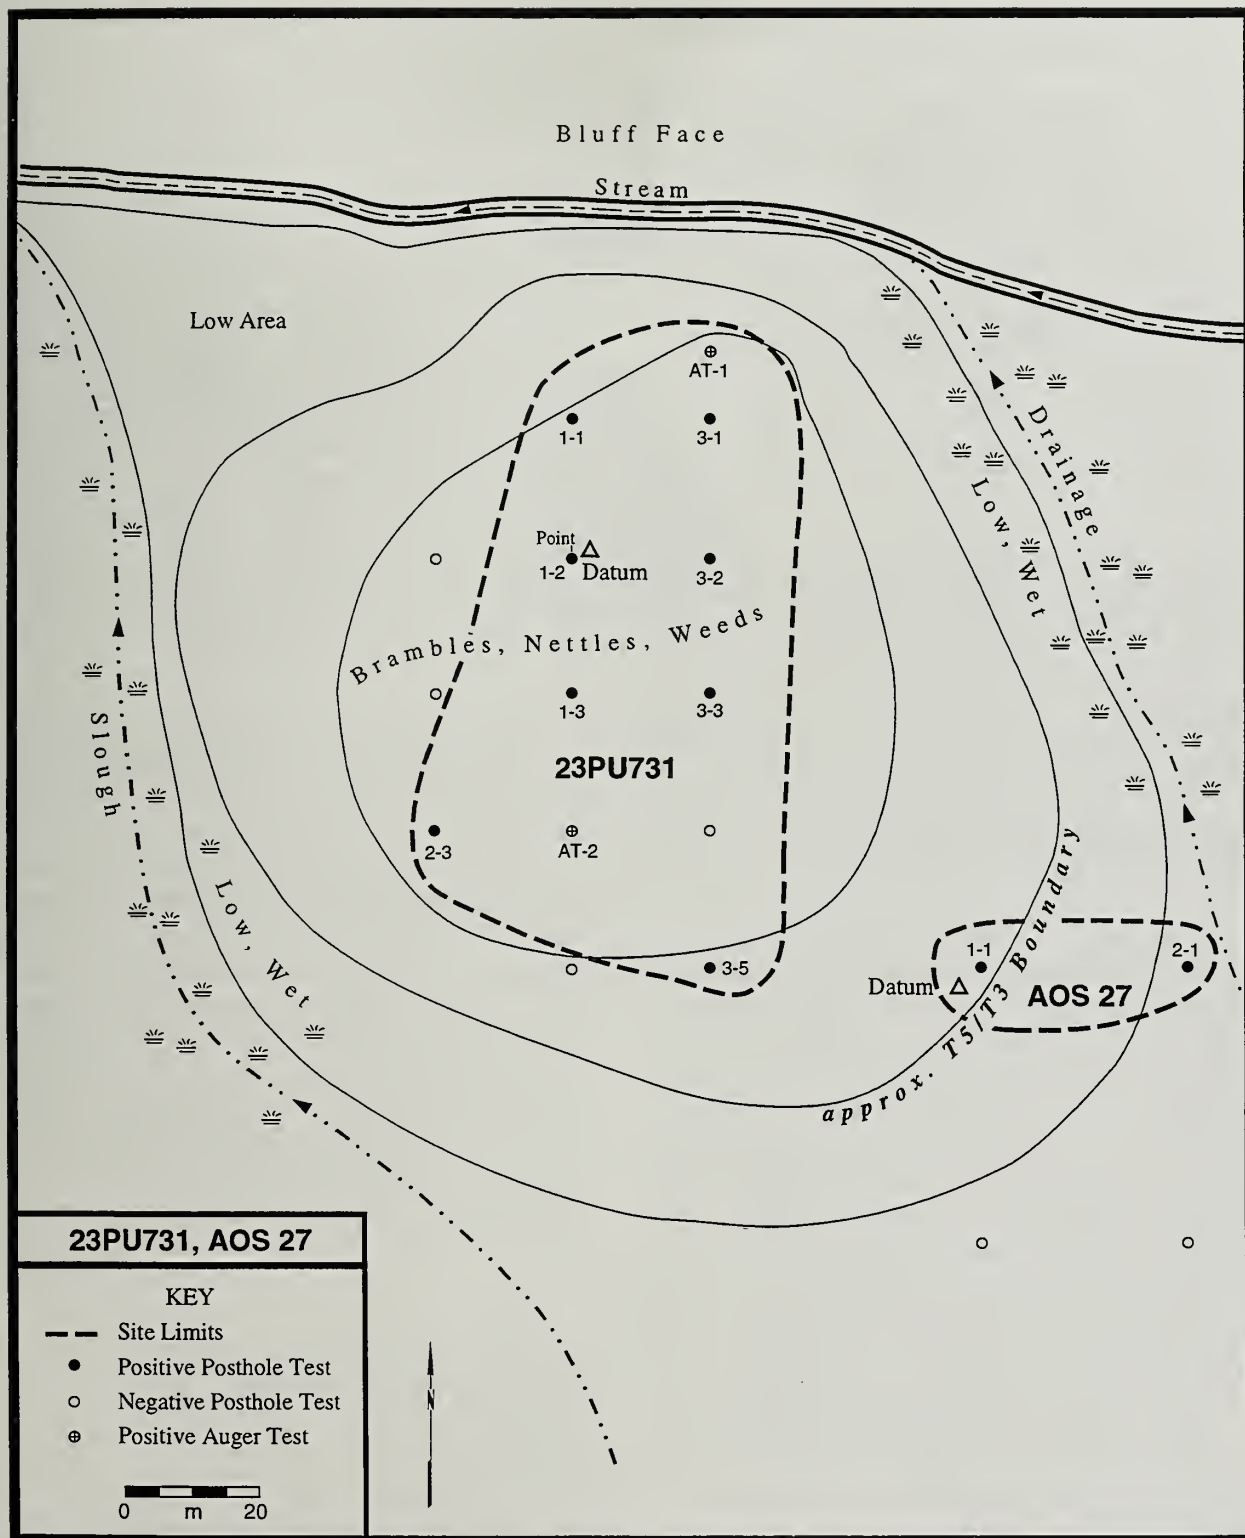 Bluff Face
Stream
Low Area
AT-1
1-1
3-1
Drainage
Low, Wet
Point
1-2
Datum
3-2
Brambles, Nettles, Weeds
1-3
3-3
Slough
23PU731
2-3
AT-2
Low, Wet
approx. T5/T3 Boundary
3-5
1-1
2-1
Datum
AOS 27
23PU731, AOS 27
KEY
Site Limits
Positive Posthole Test
Negative Posthole Test
Positive Auger Test
0 m 20
N